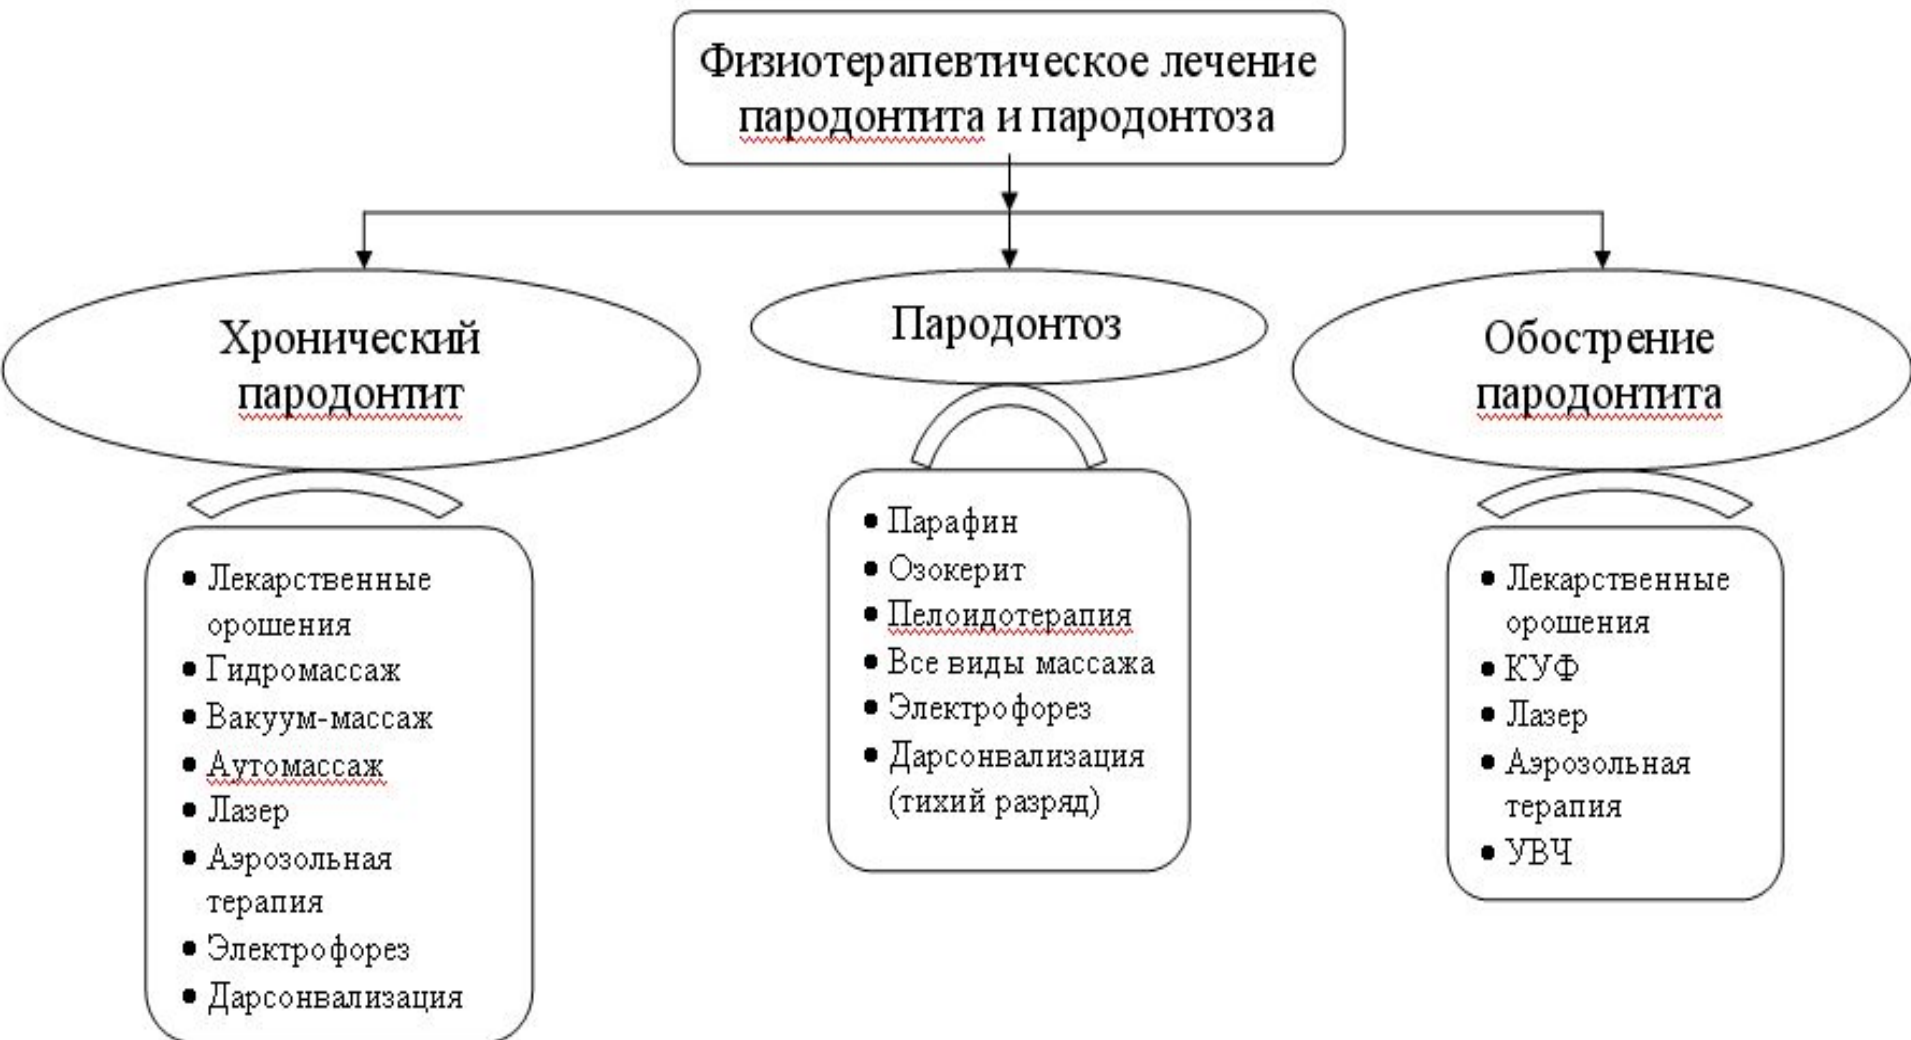 Физиотерапевтическое лечение
пародонтита и пародонтоза
Хронический
пародонтит
Пародонтоз
Обострение
пародонтита
• Лекарственные
орошения
• Гидромассаж
• Вакуум-массаж
• Аутомассаж
• Лазер
• Аэрозольная
терапия
• Электрофорез
• Дарсонвализация
• Парафин
• Озокерит
• Пелоидотерапия
• Все виды массажа
• Электрофорез
• Дарсонвализация
(тихий разряд)
• Лекарственные
орошения
• КУФ
• Лазер
• Аэрозольная
терапия
• УВЧ